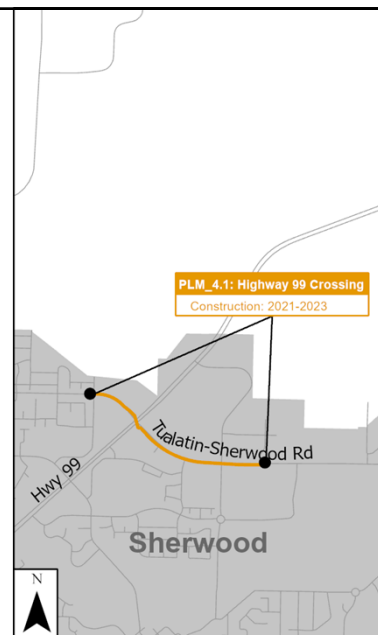 PLM_4.1: Highway 99 Crossing
Construction: 2021-2023
Tualatin-Sherwood Rd
Hwy 99
Sherwood
N